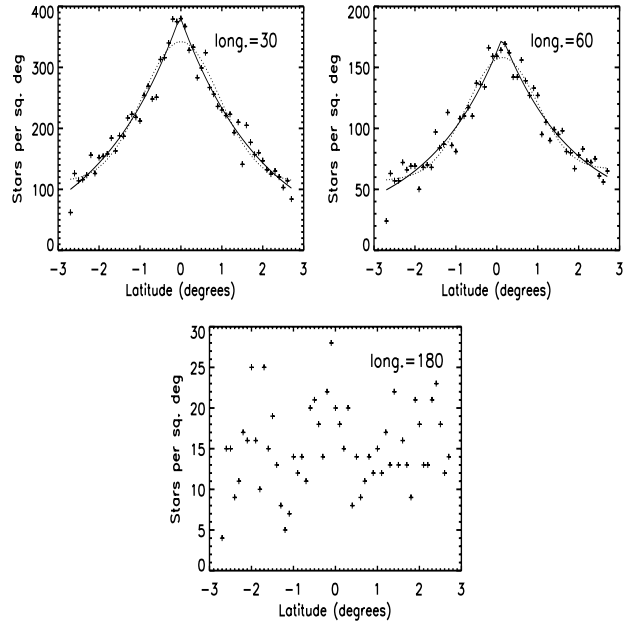 400
300
200
100
0
Stars per sq. deg
long.=30
−3 −2 −1 0 1 2 3
Latitude (degrees)
200
150
100
50
0
Stars per sq. deg
long.=60
−3 −2 −1 0 1 2 3
Latitude (degrees)
30
25
20
15
10
5
0
Stars per sq. deg
long.=180
−3 −2 −1 0 1 2 3
Latitude (degrees)